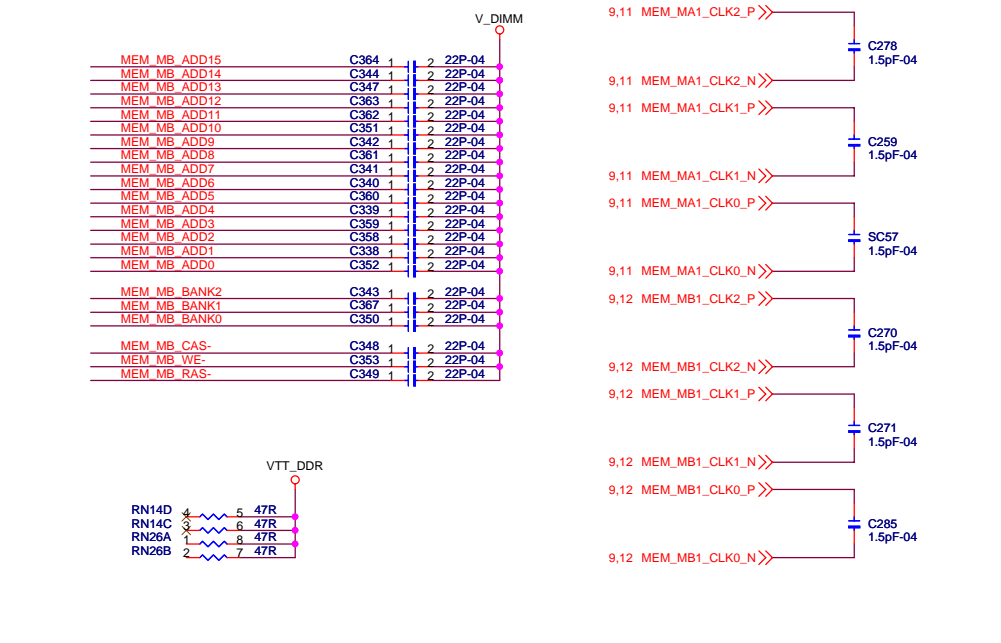 V_DIMM
MEM_MB_ADD15 C364 1 2 22P-04
MEM_MB_ADD14 C344 1 2 22P-04
MEM_MB_ADD13 C347 1 2 22P-04
MEM_MB_ADD12 C363 1 2 22P-04
MEM_MB_ADD11 C362 1 2 22P-04
MEM_MB_ADD10 C351 1 2 22P-04
MEM_MB_ADD9 C342 1 2 22P-04
MEM_MB_ADD8 C361 1 2 22P-04
MEM_MB_ADD7 C341 1 2 22P-04
MEM_MB_ADD6 C340 1 2 22P-04
MEM_MB_ADD5 C360 1 2 22P-04
MEM_MB_ADD4 C339 1 2 22P-04
MEM_MB_ADD3 C359 1 2 22P-04
MEM_MB_ADD2 C358 1 2 22P-04
MEM_MB_ADD1 C338 1 2 22P-04
MEM_MB_ADD0 C352 1 2 22P-04
MEM_MB_BANK2 C343 1 2 22P-04
MEM_MB_BANK1 C367 1 2 22P-04
MEM_MB_BANK0 C350 1 2 22P-04
MEM_MB_CAS- C348 1 2 22P-04
MEM_MB_WE- C353 1 2 22P-04
MEM_MB_RAS- C349 1 2 22P-04
VTT_DDR
RN14D 4 5 47R
RN14C 3 6 47R
RN26A 1 8 47R
RN26B 2 7 47R
9,11 MEM_MA1_CLK2_P
C278
1.5pF-04
9,11 MEM_MA1_CLK2_N
9,11 MEM_MA1_CLK1_P
C259
1.5pF-04
9,11 MEM_MA1_CLK1_N
9,11 MEM_MA1_CLK0_P
SC57
1.5pF-04
9,11 MEM_MA1_CLK0_N
9,12 MEM_MB1_CLK2_P
C270
1.5pF-04
9,12 MEM_MB1_CLK2_N
9,12 MEM_MB1_CLK1_P
C271
1.5pF-04
9,12 MEM_MB1_CLK1_N
9,12 MEM_MB1_CLK0_P
C285
1.5pF-04
9,12 MEM_MB1_CLK0_N